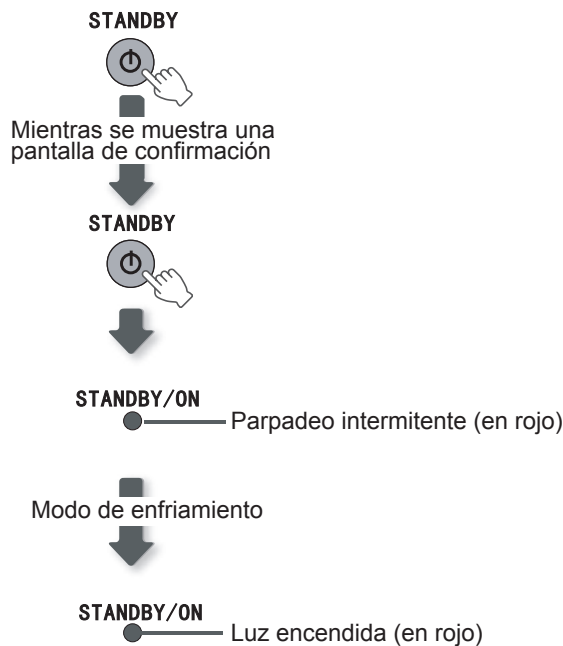 STANDBY
Mientras se muestra una
pantalla de confirmación
STANDBY
STANDBY/ON
Parpadeo intermitente (en rojo)
Modo de enfriamiento
STANDBY/ON
Luz encendida (en rojo)